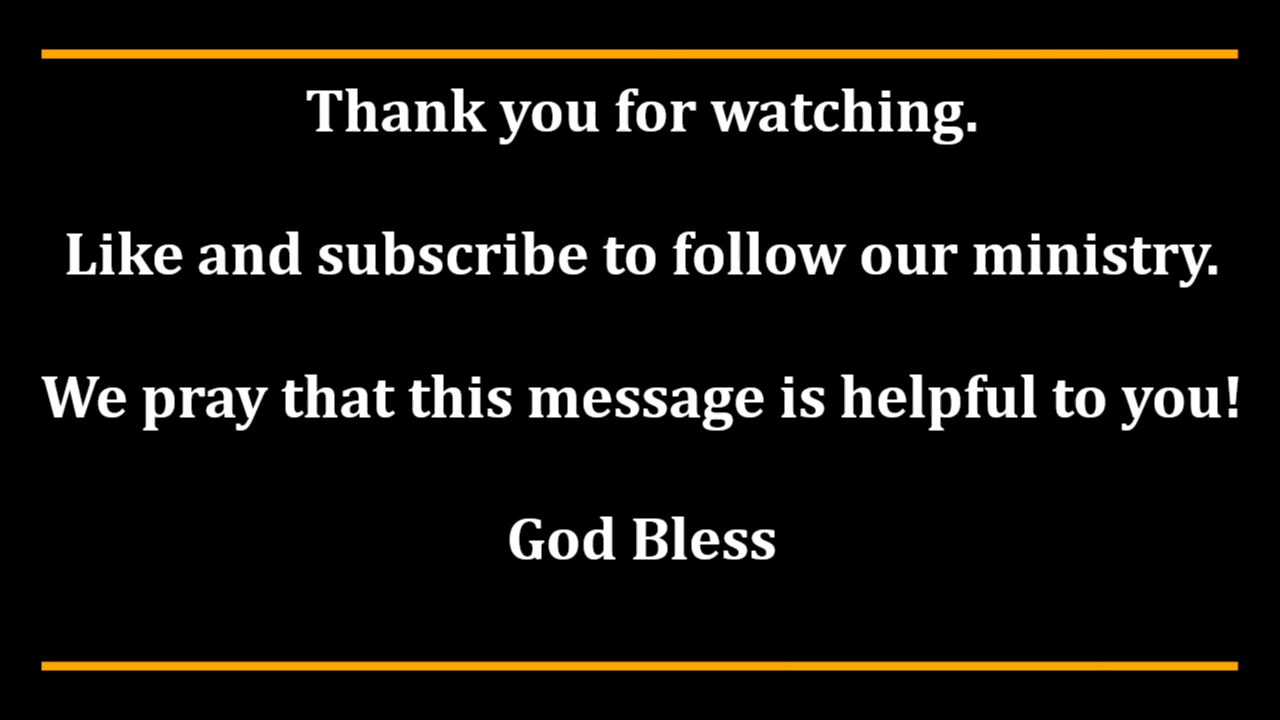 Thank you for watching.
Like and subscribe to follow our ministry.
We pray that this message is helpful to you!
God Bless